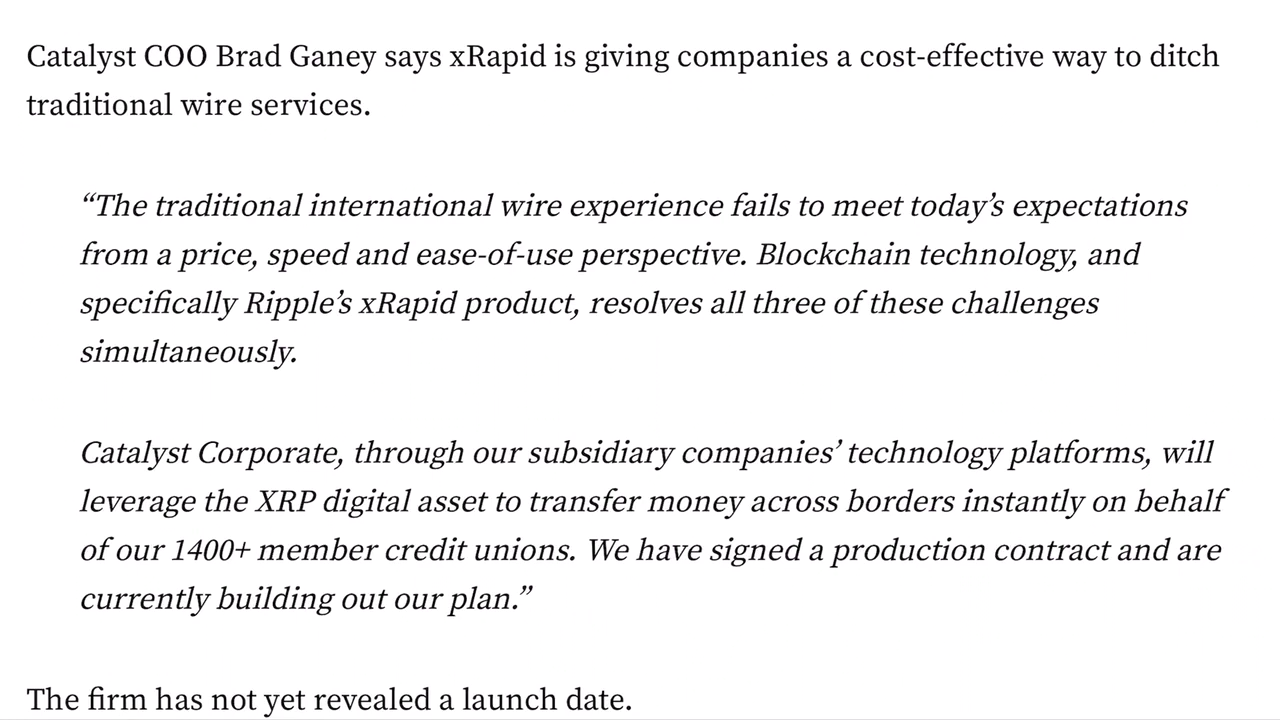 Catalyst COO Brad Ganey says xRapid is giving companies a cost-effective way to ditch
traditional wire services.
“The traditional international wire experience fails to meet today’s expectations
from a price, speed and ease-of-use perspective. Blockchain technology, and
specifically Ripple’s xRapid product, resolves all three of these challenges
simultaneously.
Catalyst Corporate, through our subsidiary companies’ technology platforms, will
leverage the XRP digital asset to transfer money across borders instantly on behalf
of our 1400+ member credit unions. We have signed a production contract and are
currently building out our plan.”
The firm has not yet revealed a launch date.